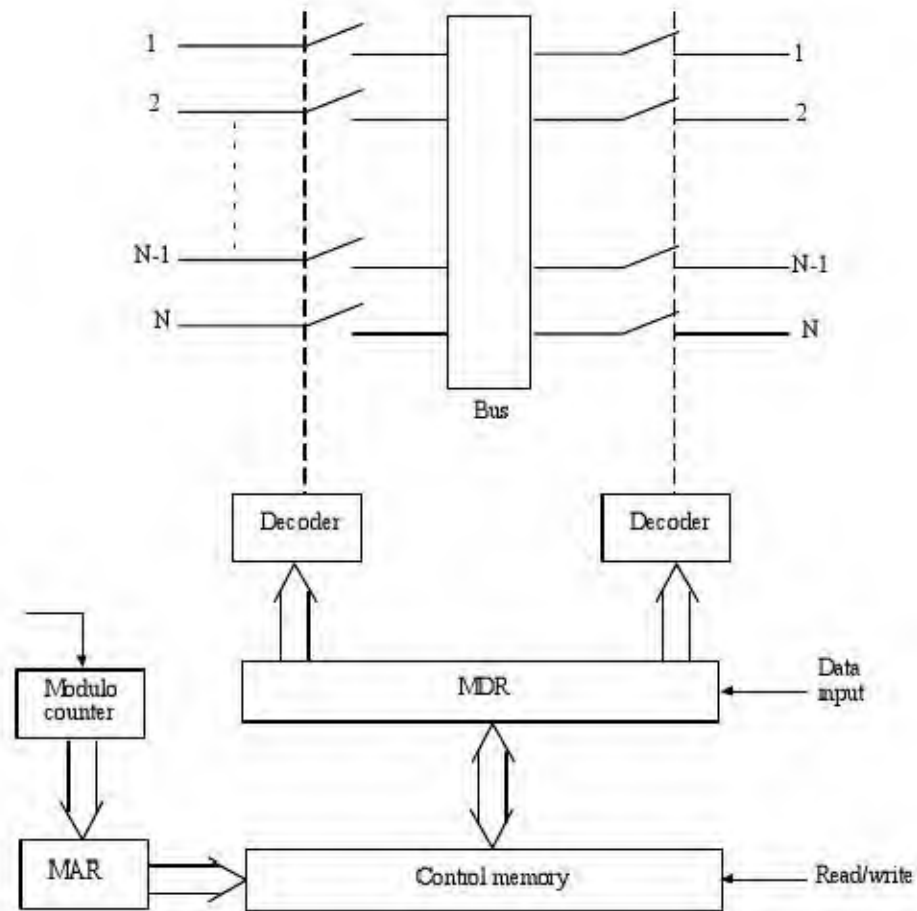 1
1
2
2
N-1
N-1
N
N
Bus
Decoder
Decoder
Modulo
counter
MDR
Data
input
MAR
Control memory
Read/write